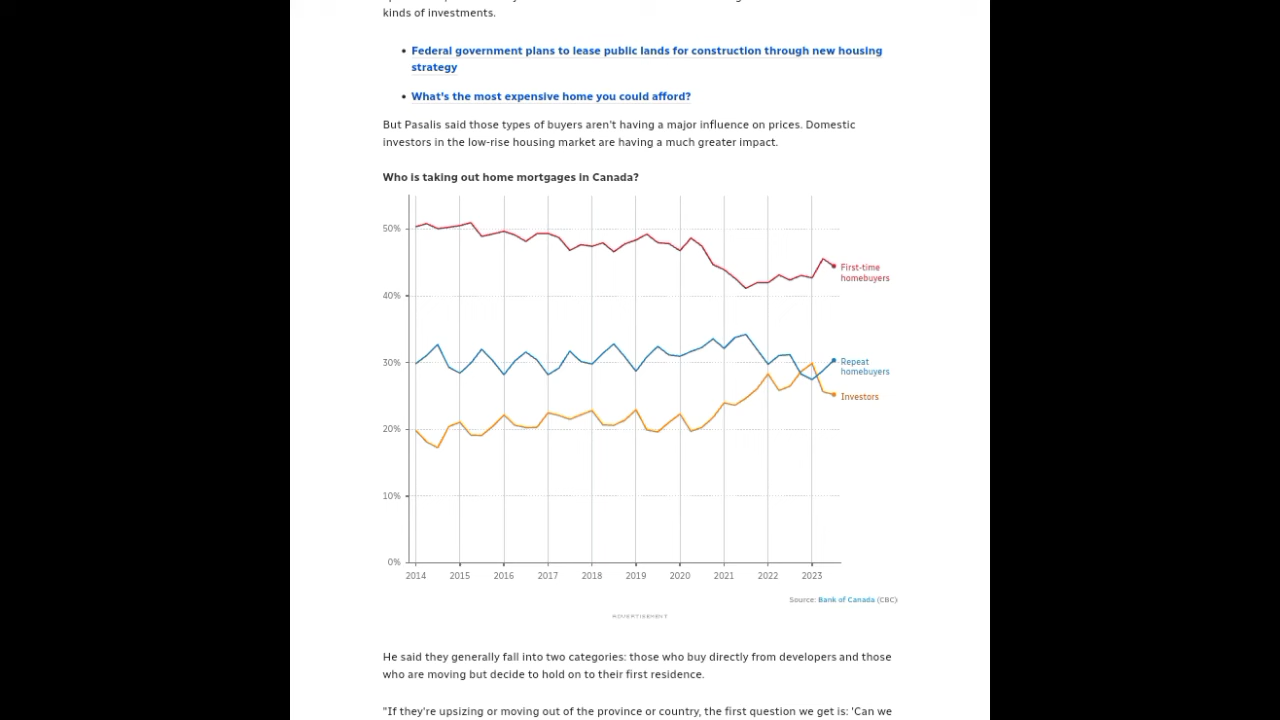 kinds of investments.
• Federal government plans to lease public lands for construction through new housing
strategy
• What's the most expensive home you could afford?
But Pasalis said those types of buyers aren't having a major influence on prices. Domestic
investors in the low-rise housing market are having a much greater impact.
Who is taking out home mortgages in Canada?
50%
40%
30%
20%
10%
0%
First-time
homebuyers
Repeat
homebuyers
Investors
2014 2015 2016 2017 2018 2019 2020 2021 2022 2023
Source: Bank of Canada (CBC)
ADVERTISEMENT
He said they generally fall into two categories: those who buy directly from developers and those
who are moving but decide to hold on to their first residence.
"If they're upsizing or moving out of the province or country, the first question we get is: 'Can we